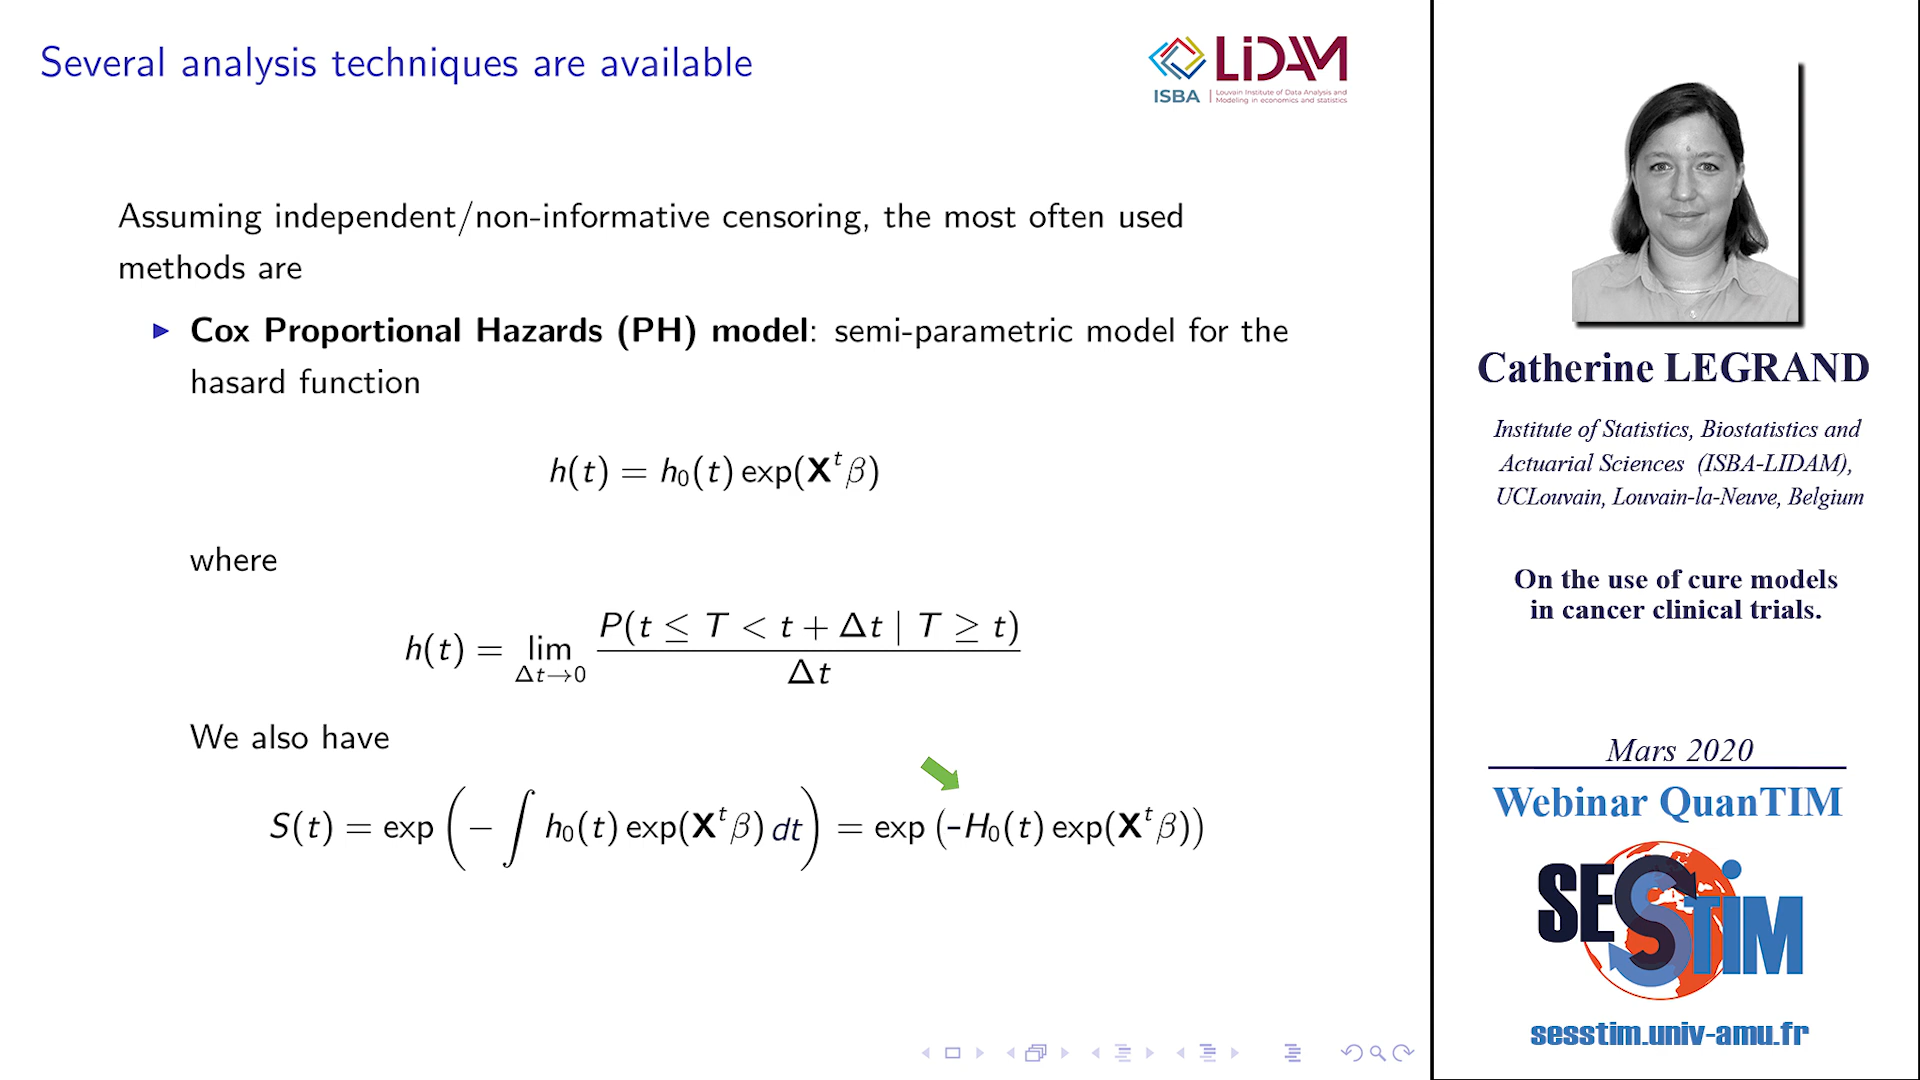 Several analysis techniques are available
LiDAM
ISBA
Louvain Institute of Data Analysis and
Modeling in economics and statistics
Assuming independent/non-informative censoring, the most often used
methods are
▶ Cox Proportional Hazards (PH) model: semi-parametric model for the
hasard function
h(t) = h₀(t) exp(Xᵗβ)
where
h(t) = lim_{Δt→0} P(t ≤ T < t + Δt | T ≥ t) / Δt
We also have
S(t) = exp(− ∫ h₀(t) exp(Xᵗβ) dt) = exp (-H₀(t) exp(Xᵗβ))
Catherine LEGRAND
Institute of Statistics, Biostatistics and
Actuarial Sciences (ISBA-LIDAM),
UCLouvain, Louvain-la-Neuve, Belgium
On the use of cure models
in cancer clinical trials.
Mars 2020
Webinar QuanTIM
SESSTIM
sesstim.univ-amu.fr